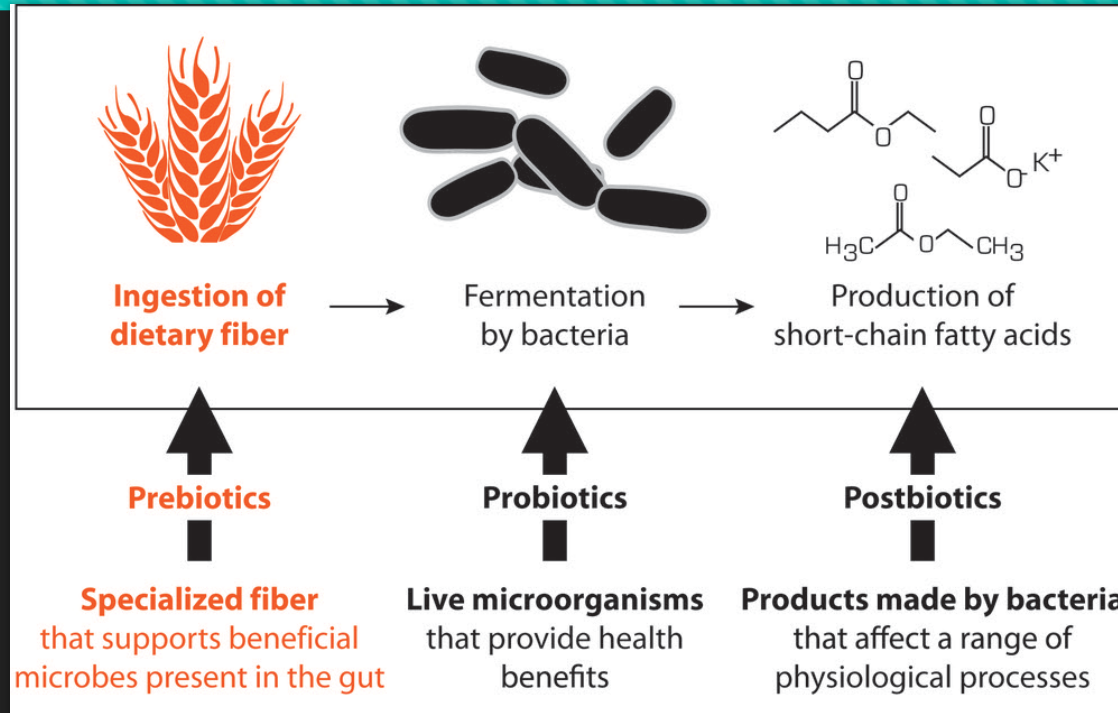 O
O
O
O K+
H3C O CH3
O
Ingestion of
dietary fiber
Fermentation
by bacteria
Production of
short-chain fatty acids
Prebiotics
Probiotics
Postbiotics
Specialized fiber
that supports beneficial
microbes present in the gut
Live microorganisms
that provide health
benefits
Products made by bacteria
that affect a range of
physiological processes